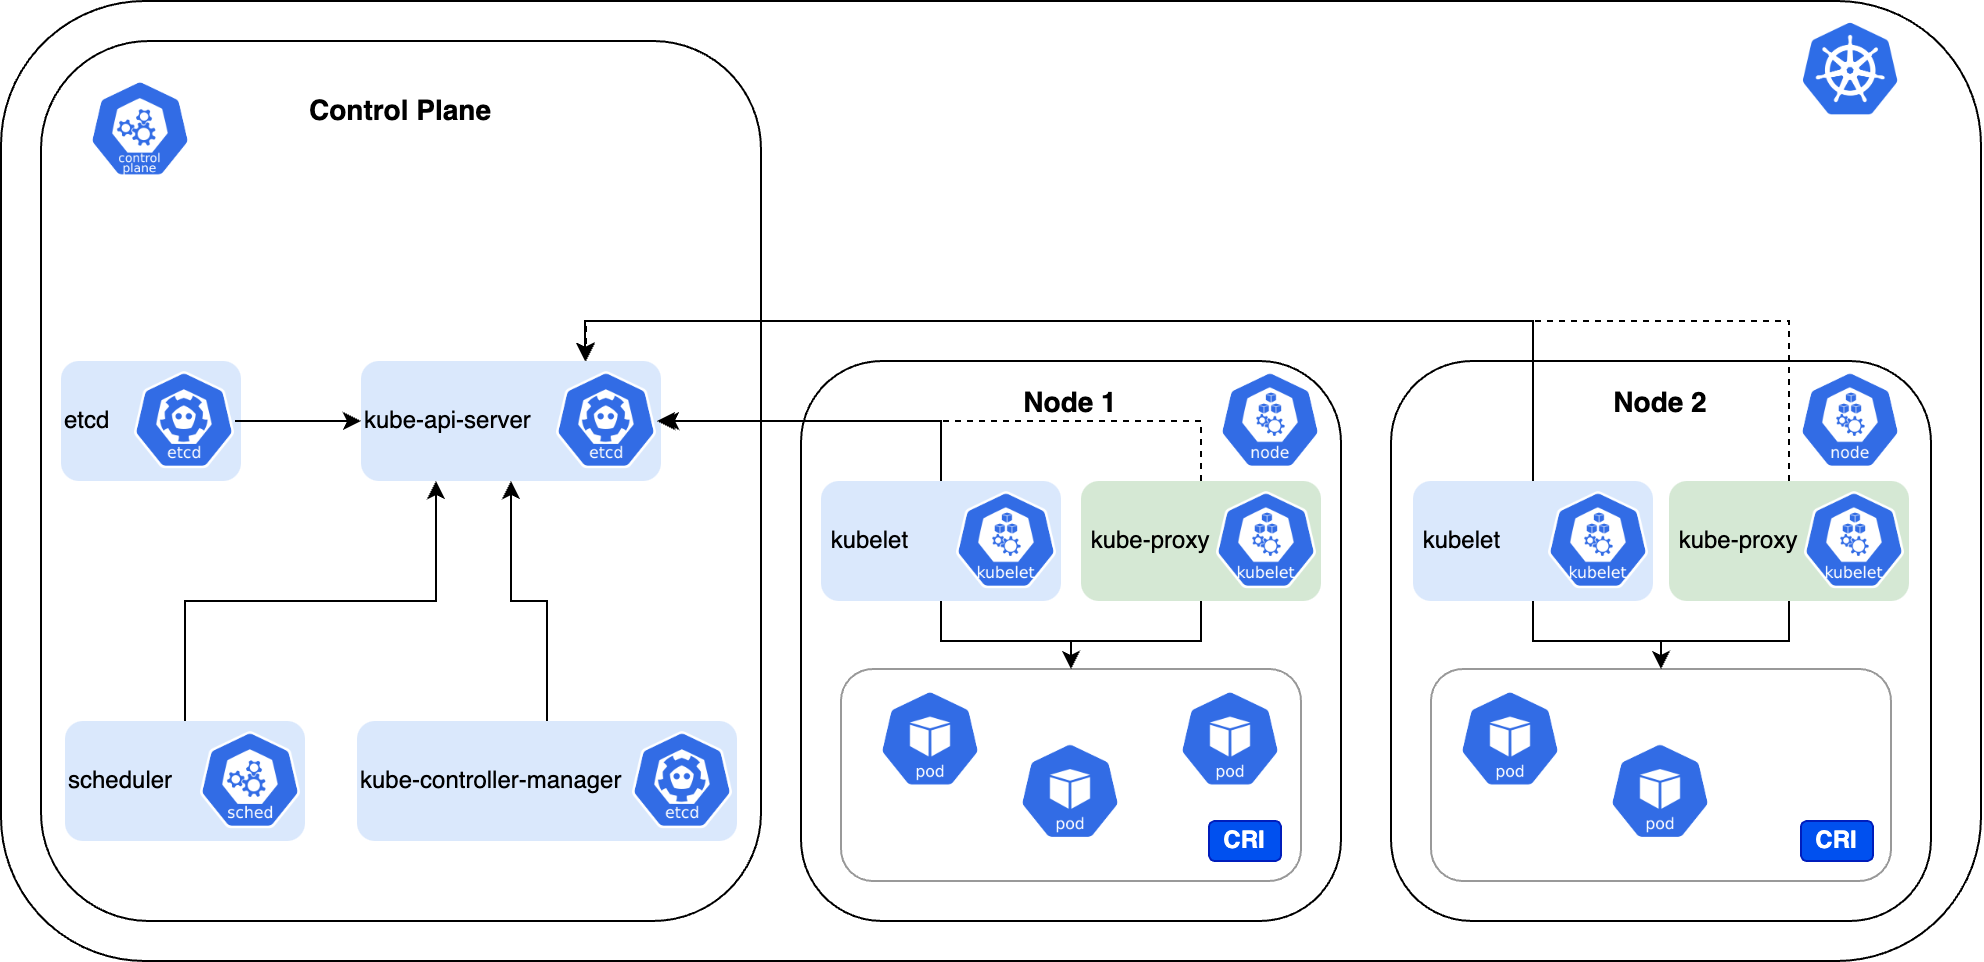 Control Plane
control
plane
etcd
etcd
kube-api-server
etcd
scheduler
sched
kube-controller-manager
etcd
Node 1
node
kubelet
kubelet
kube-proxy
kubelet
pod
pod
pod
CRI
Node 2
node
kubelet
kubelet
kube-proxy
kubelet
pod
pod
CRI